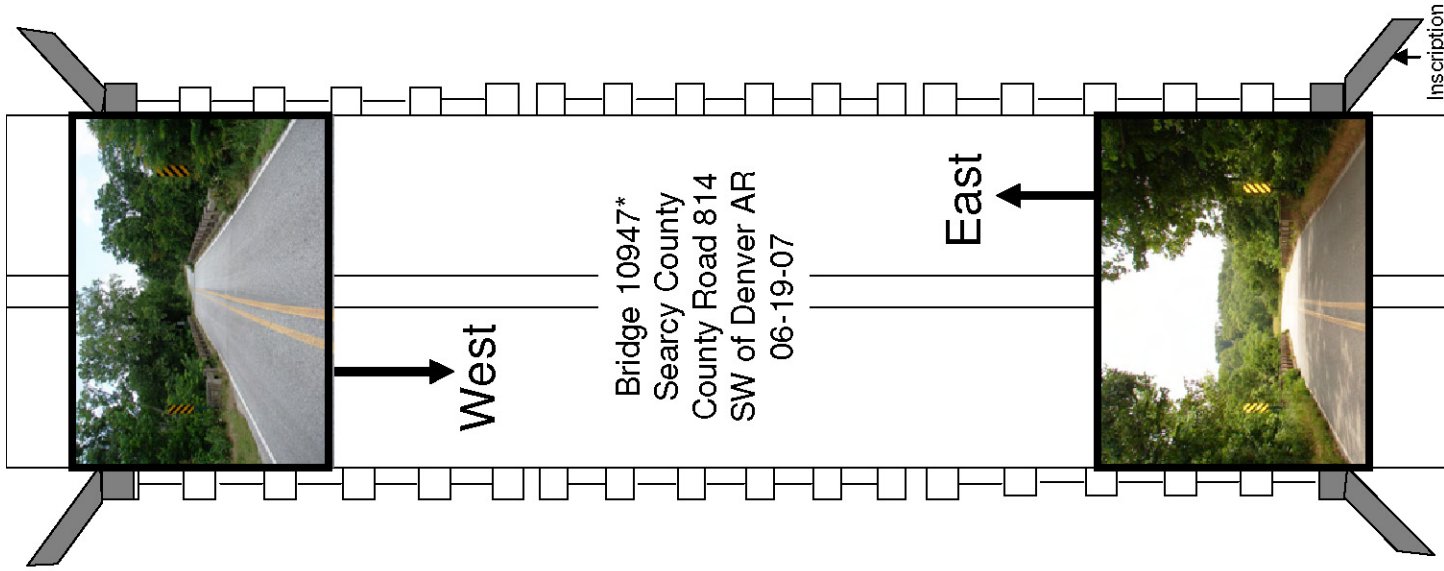 West
Bridge 10947*
Searcy County
County Road 814
SW of Denver AR
06-19-07
East
Inscription